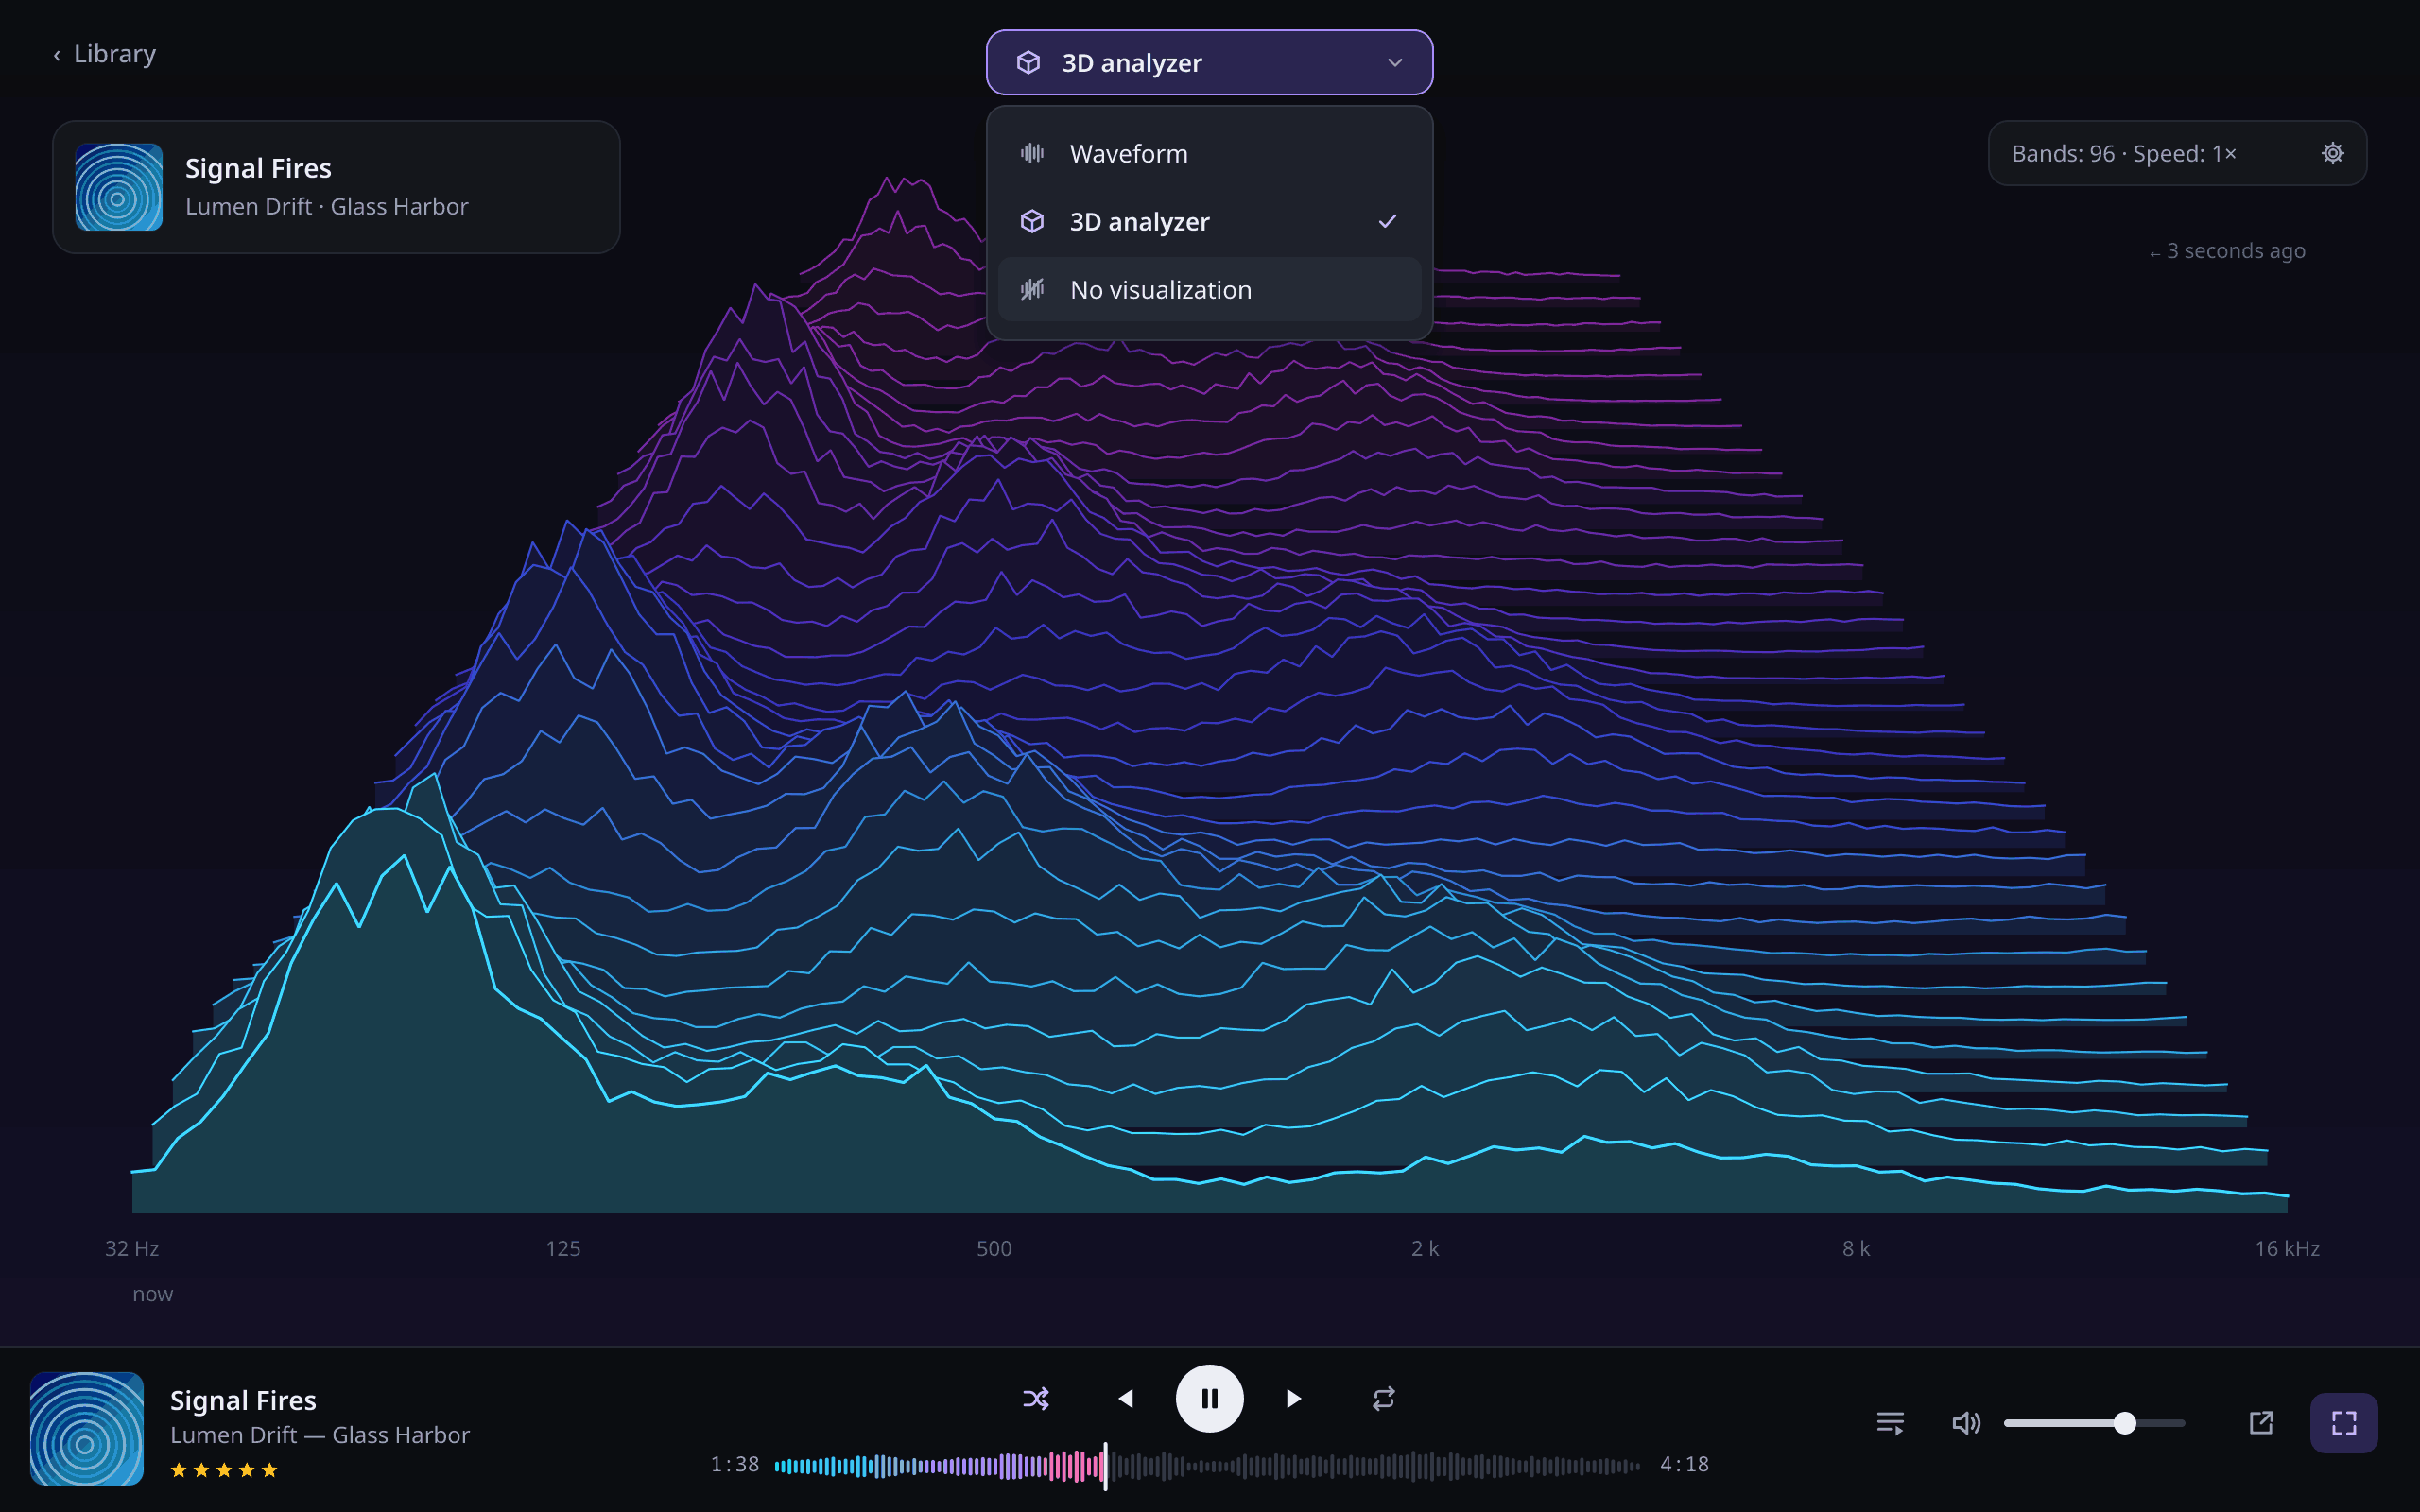 ‹ Library
3D analyzer
Signal Fires
Lumen Drift · Glass Harbor
Waveform
3D analyzer
No visualization
Bands: 96 · Speed: 1×
← 3 seconds ago
32 Hz 125 500 2 k 8 k 16 kHz
now
Signal Fires
Lumen Drift — Glass Harbor
1:38
4:18